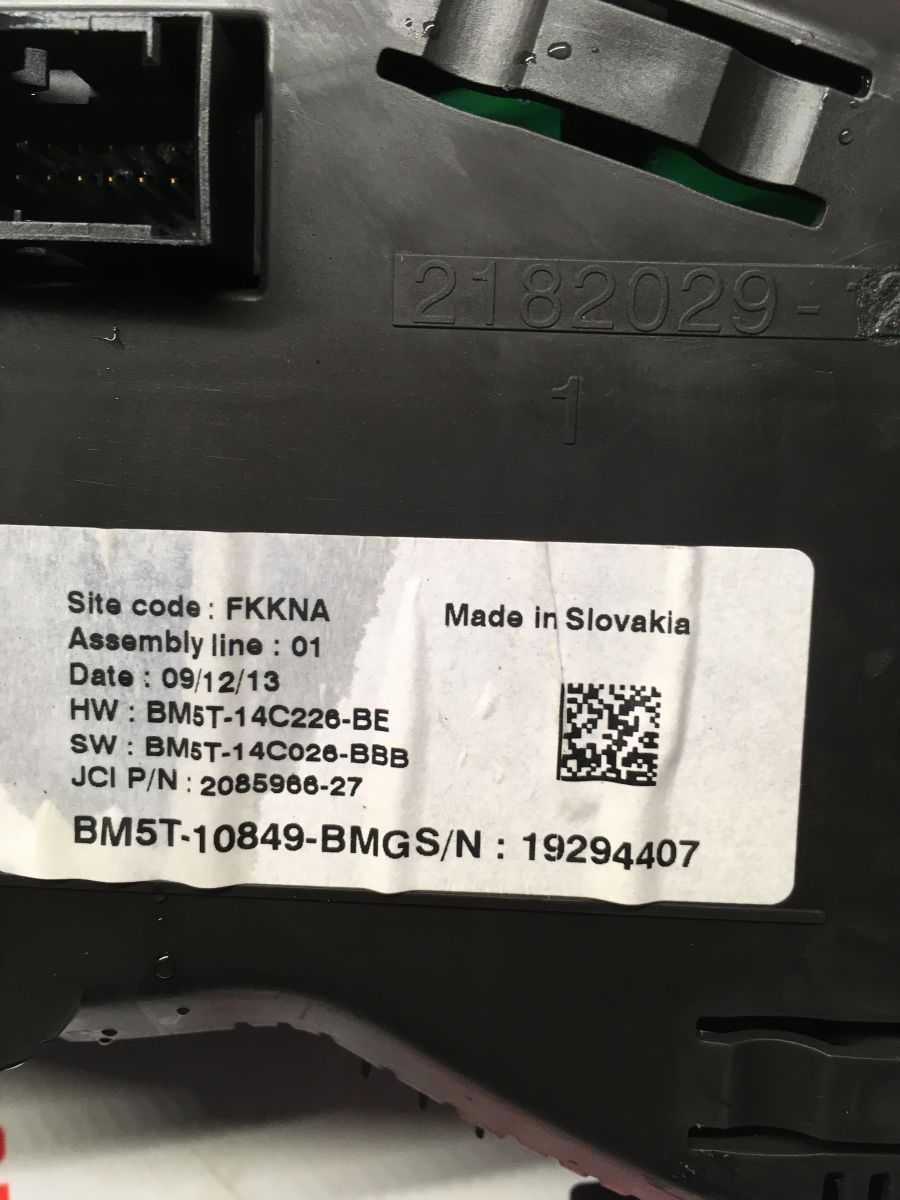 2182029-
1
Site code : FKKNA
Made in Slovakia
Assembly line : 01
Date : 09/12/13
HW : BM5T-14C226-BE
SW : BM5T-14C026-BBB
JCI P/N : 2085966-27
BM5T-10849-BMGS/N : 19294407